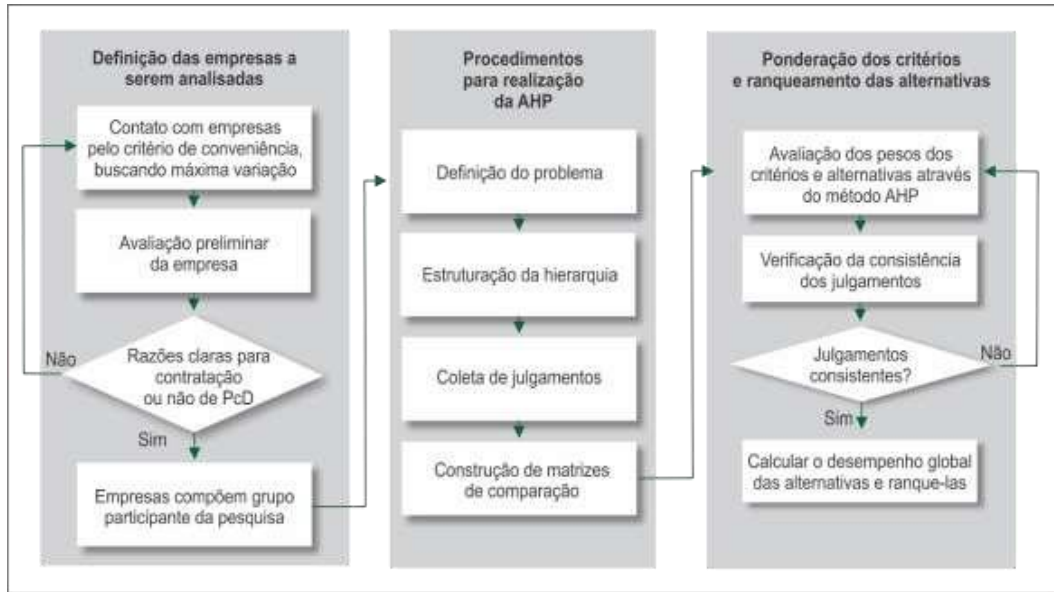 Definição das empresas a
serem analisadas
Contato com empresas
pelo critério de conveniência,
buscando máxima variação
Avaliação preliminar
da empresa
Não
Razões claras para
contratação
ou não de PcD
Sim
Empresas compõem grupo
participante da pesquisa
Procedimentos
para realização
da AHP
Definição do problema
Estruturação da hierarquia
Coleta de julgamentos
Construção de matrizes
de comparação
Ponderação dos critérios
e ranqueamento das alternativas
Avaliação dos pesos dos
critérios e alternativas através
do método AHP
Verificação da consistência
dos julgamentos
Julgamentos
consistentes?
Não
Sim
Calcular o desempenho global
das alternativas e ranque-las